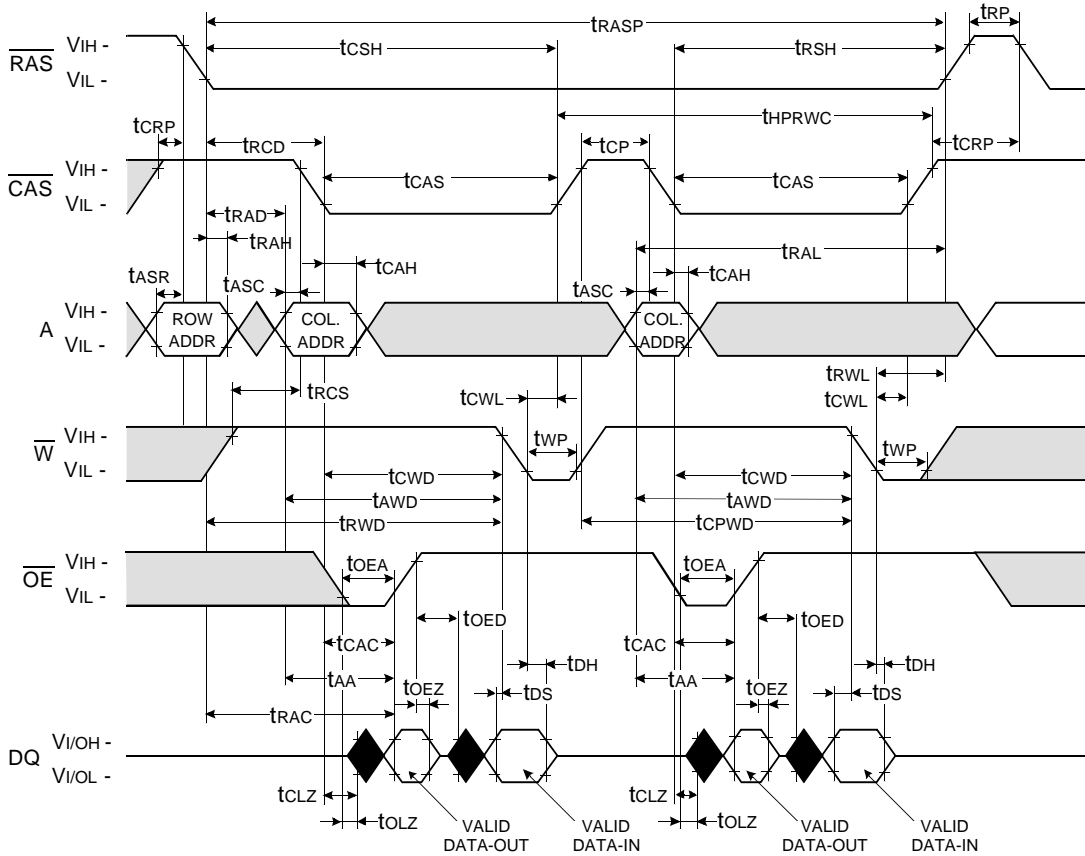 tRASP
tRP
tCSH
tRSH
RAS
VIH -
VIL -
tHPRWC
tCRP
tRCD
tCP
tCRP
CAS
VIH -
VIL -
tCAS
tCAS
tRAD
tRAH
tRAL
tASR
tASC
tCAH
tASC
tCAH
A
VIH -
VIL -
ROW
ADDR
COL.
ADDR
COL.
ADDR
tRCS
tCWL
tRWL
tCWL
W
VIH -
VIL -
tWP
tWP
tCWD
tCWD
tAWD
tAWD
tRWD
tCPWD
OE
VIH -
VIL -
tOEA
tOEA
tOED
tOED
tCAC
tCAC
tDH
tDH
tAA
tAA
tOEZ
tDS
tOEZ
tDS
tRAC
DQ
VI/OH -
VI/OL -
tCLZ
tCLZ
tOLZ
tOLZ
VALID
DATA-OUT
VALID
DATA-IN
VALID
DATA-OUT
VALID
DATA-IN